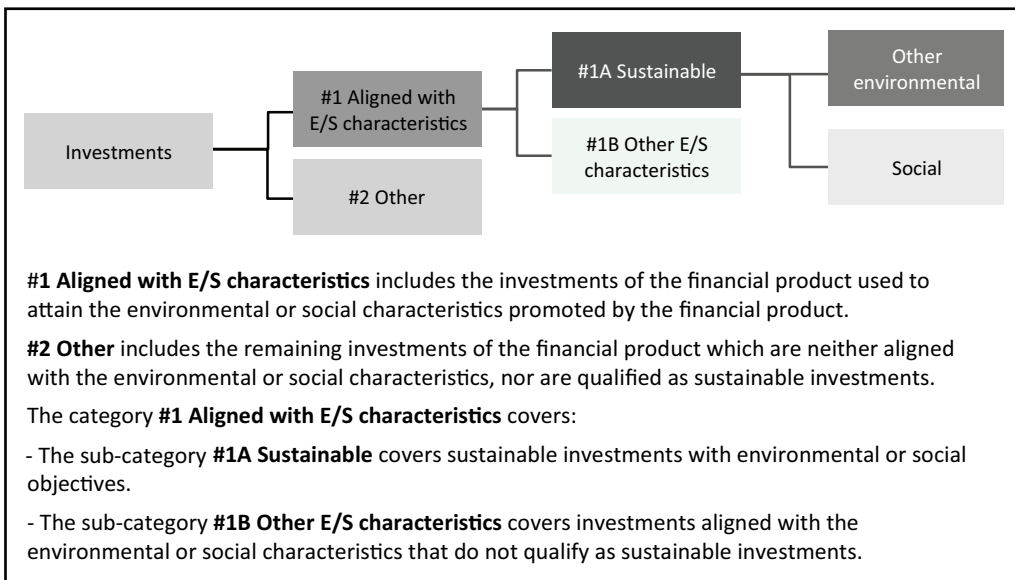 Investments
#1 Aligned with
E/S characteristics
#2 Other
#1A Sustainable
#1B Other E/S
characteristics
Other
environmental
Social
#1 Aligned with E/S characteristics includes the investments of the financial product used to
attain the environmental or social characteristics promoted by the financial product.
#2 Other includes the remaining investments of the financial product which are neither aligned
with the environmental or social characteristics, nor are qualified as sustainable investments.
The category #1 Aligned with E/S characteristics covers:
- The sub-category #1A Sustainable covers sustainable investments with environmental or social
objectives.
- The sub-category #1B Other E/S characteristics covers investments aligned with the
environmental or social characteristics that do not qualify as sustainable investments.